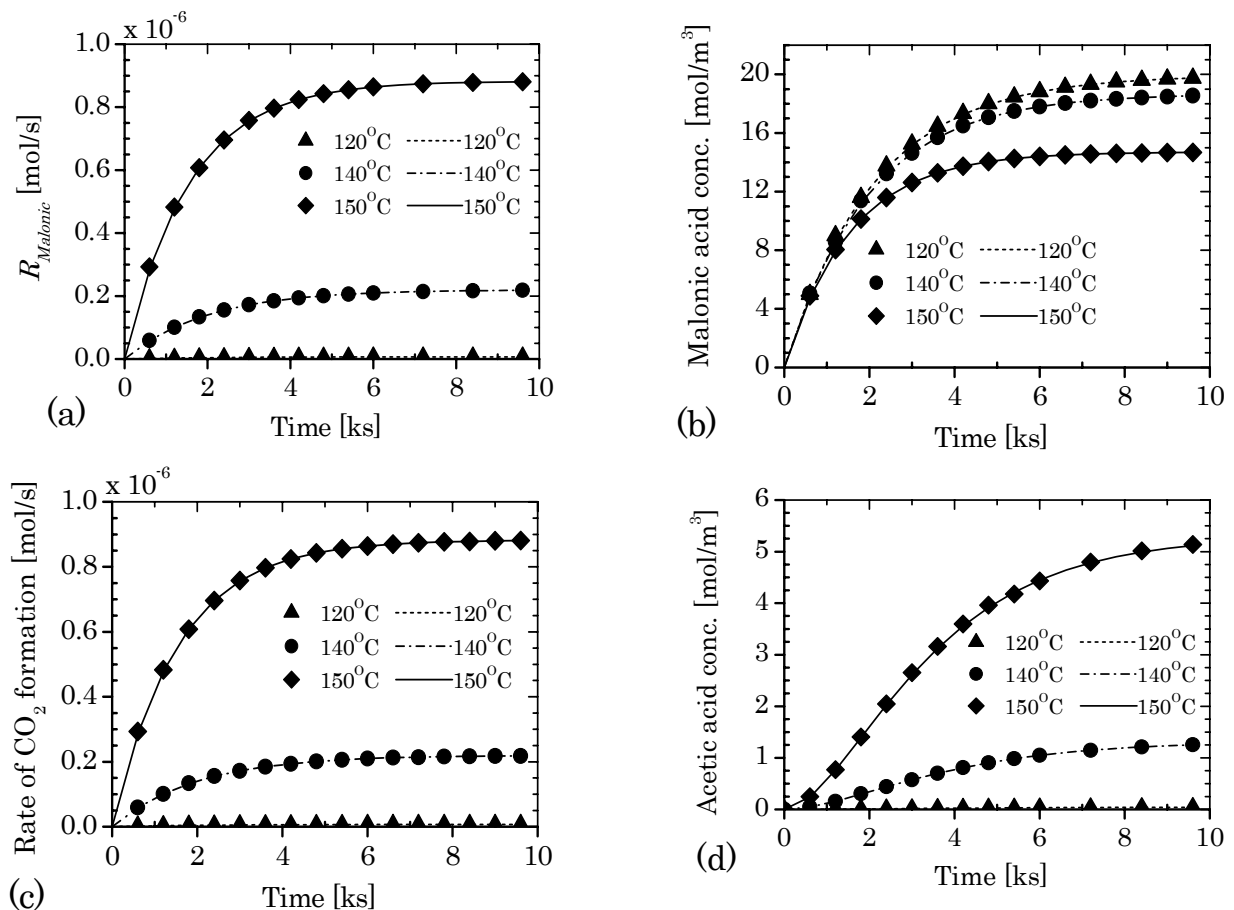 x 10-6
1.0
0.8
0.6
0.4
0.2
0.0
R Malonic [mol/s]
120°C 120°C
140°C 140°C
150°C 150°C
0 2 4 6 8 10
Time [ks]
(a)
Malonic acid conc. [mol/m3]
20
16
12
8
4
0
120°C 120°C
140°C 140°C
150°C 150°C
0 2 4 6 8 10
Time [ks]
(b)
x 10-6
1.0
0.8
0.6
0.4
0.2
0.0
Rate of CO2 formation [mol/s]
120°C 120°C
140°C 140°C
150°C 150°C
0 2 4 6 8 10
Time [ks]
(c)
Acetic acid conc. [mol/m3]
6
5
4
3
2
1
0
120°C 120°C
140°C 140°C
150°C 150°C
0 2 4 6 8 10
Time [ks]
(d)